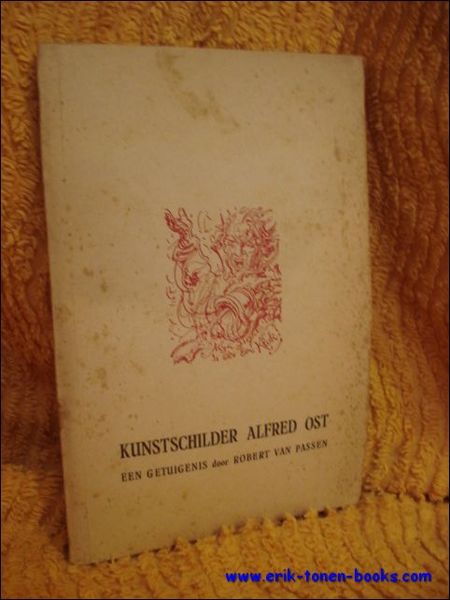 KUNSTSCHILDER ALFRED OST
EEN GETUIGENIS door ROBERT VAN PASSEN
www.erik-tonen-books.com